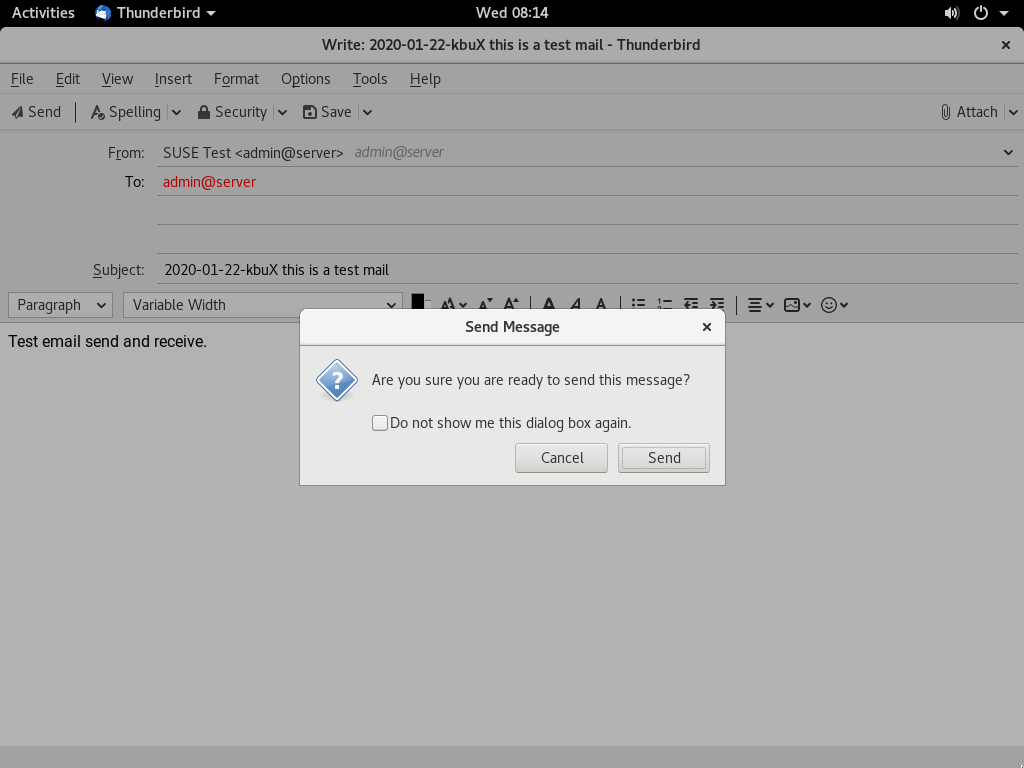 Activities Thunderbird Wed 08:14
Write: 2020-01-22-kbuX this is a test mail - Thunderbird
File Edit View Insert Format Options Tools Help
Send Spelling Security Save Attach
From: SUSE Test <admin@server> admin@server
To: admin@server
Subject: 2020-01-22-kbuX this is a test mail
Paragraph Variable Width
Test email send and receive.
Send Message
Are you sure you are ready to send this message?
Do not show me this dialog box again.
Cancel Send